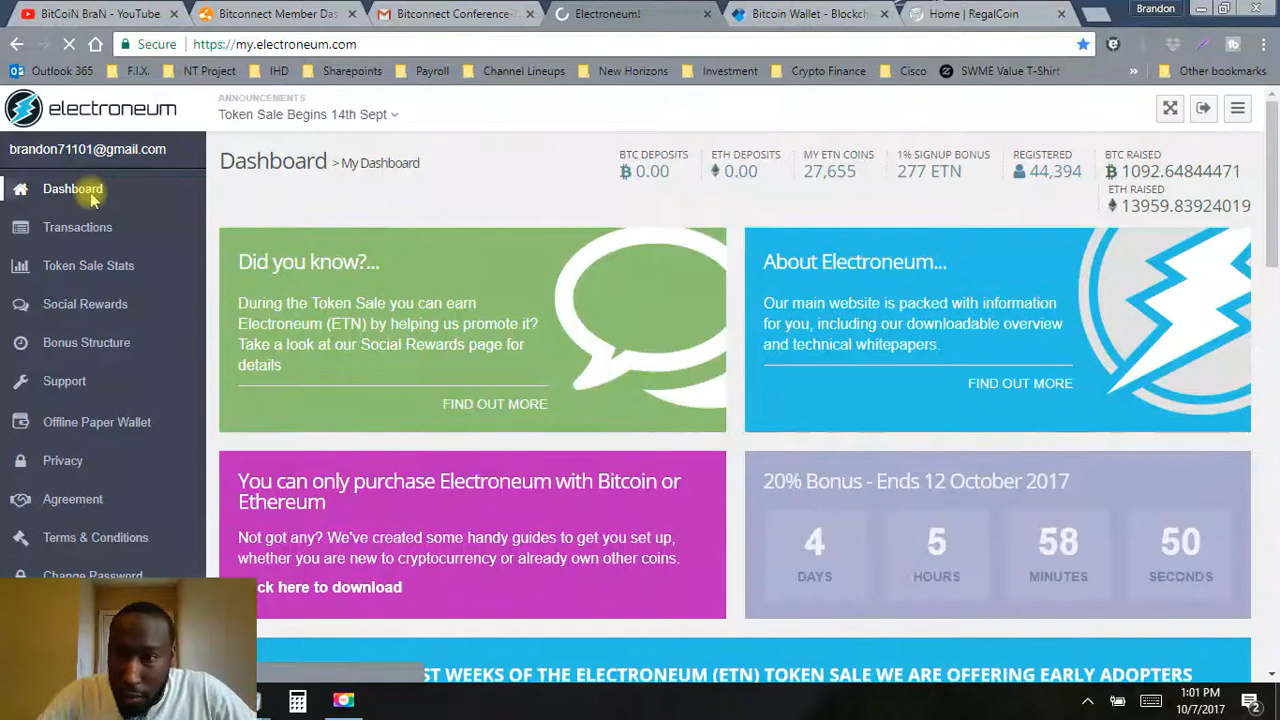 BitCoiN BraN - YouTube
Bitconnect Member Das
Bitconnect Conference-
Electroneum!
Bitcoin Wallet - Blockch
Home | RegalCoin
Brandon
Secure
https://my.electroneum.com
Outlook 365
F.I.X.
NT Project
IHD
Sharepoints
Payroll
Channel Lineups
New Horizons
Investment
Crypto Finance
Cisco
SWME Value T-Shirt
»
Other bookmarks
electroneum
ANNOUNCEMENTS
Token Sale Begins 14th Sept
brandon71101@gmail.com
Dashboard
Transactions
Token Sale Stats
Social Rewards
Bonus Structure
Support
Offline Paper Wallet
Privacy
Agreement
Terms & Conditions
Change Password
Dashboard > My Dashboard
BTC DEPOSITS
0.00
ETH DEPOSITS
0.00
MY ETN COINS
27,655
1% SIGNUP BONUS
277 ETN
REGISTERED
44,394
BTC RAISED
1092.64844471
ETH RAISED
13959.83924019
Did you know?...
During the Token Sale you can earn
Electroneum (ETN) by helping us promote it?
Take a look at our Social Rewards page for
details
FIND OUT MORE
About Electroneum...
Our main website is packed with information
for you, including our downloadable overview
and technical whitepapers.
FIND OUT MORE
You can only purchase Electroneum with Bitcoin or
Ethereum
Not got any? We've created some handy guides to get you set up,
whether you are new to cryptocurrency or already own other coins.
ck here to download
20% Bonus - Ends 12 October 2017
4
DAYS
5
HOURS
58
MINUTES
50
SECONDS
ST WEEKS OF THE ELECTRONEUM (ETN) TOKEN SALE WE ARE OFFERING EARLY ADOPTERS
1:01 PM
10/7/2017
2